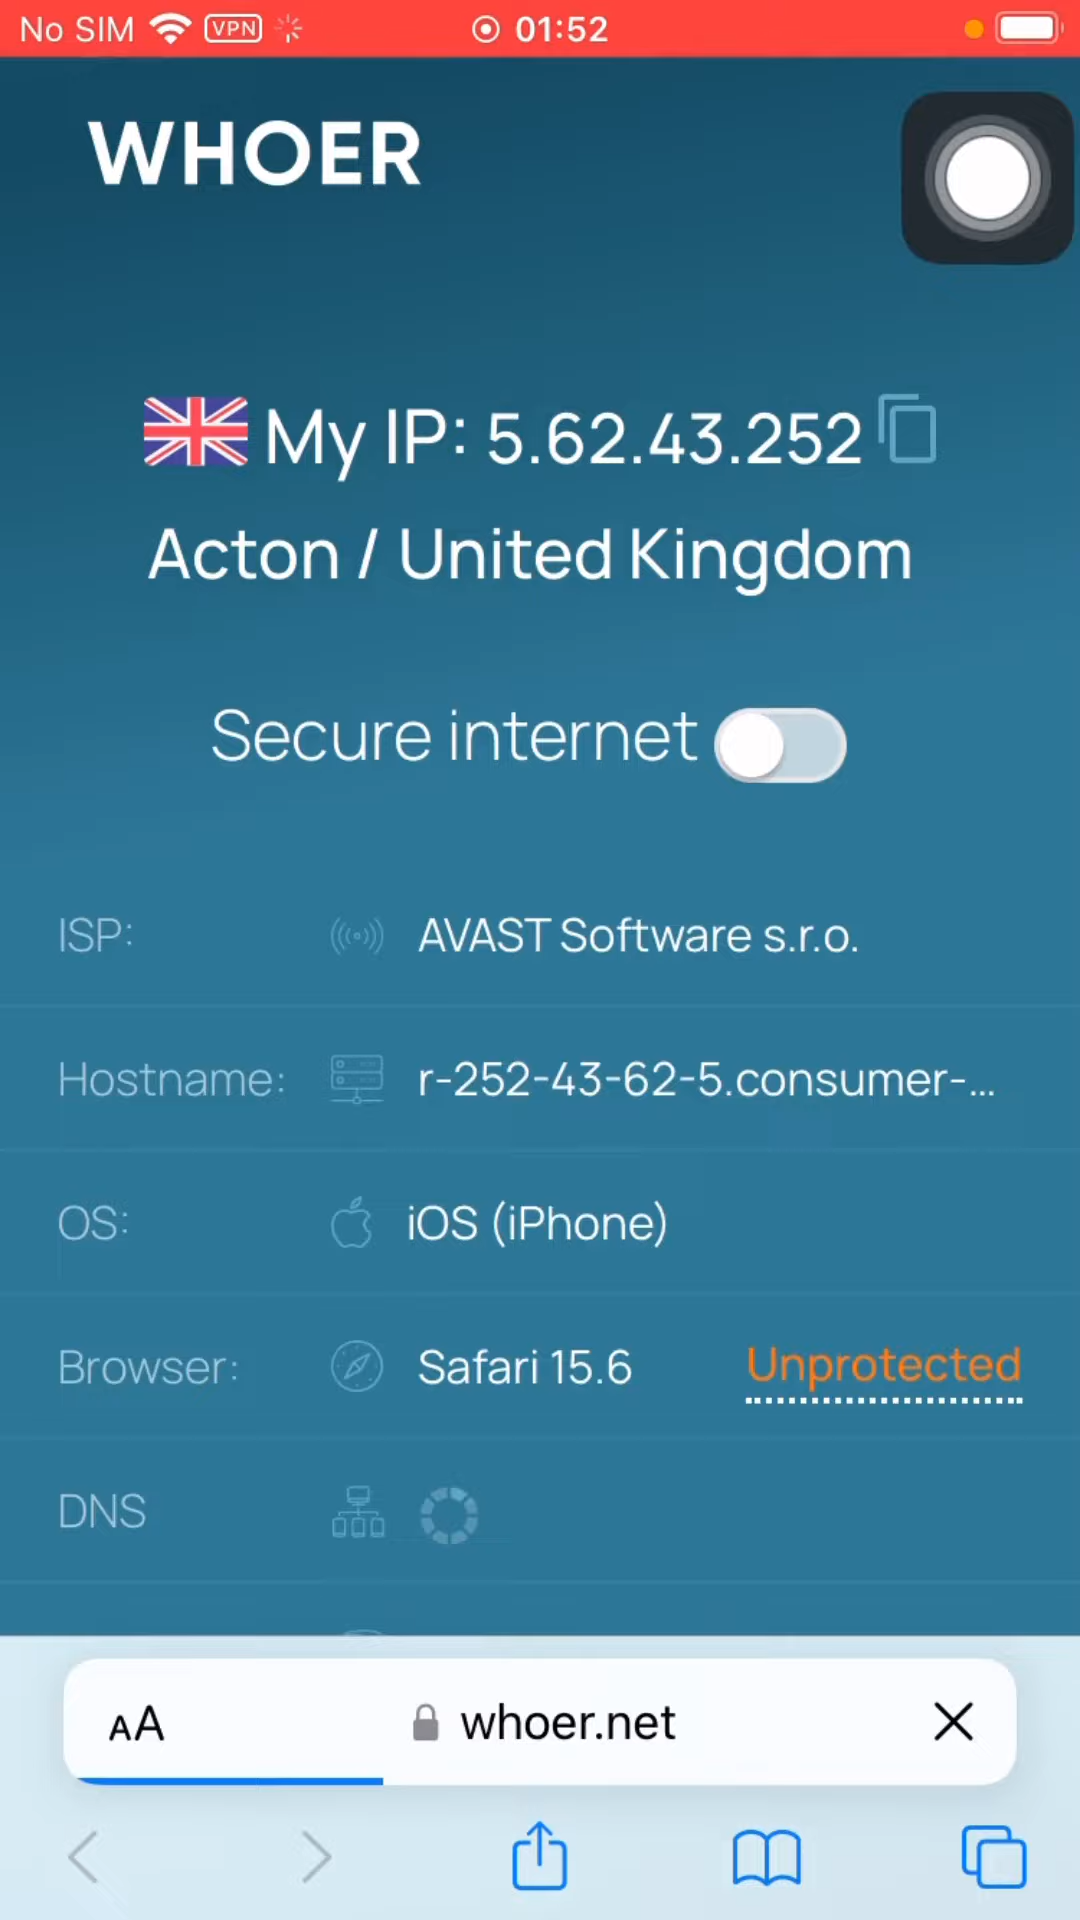 No SIM VPN 01:52
WHOER
My IP: 5.62.43.252
Acton / United Kingdom
Secure internet
ISP: AVAST Software s.r.o.
Hostname: r-252-43-62-5.consumer-...
OS: iOS (iPhone)
Browser: Safari 15.6 Unprotected
DNS
AA whoer.net